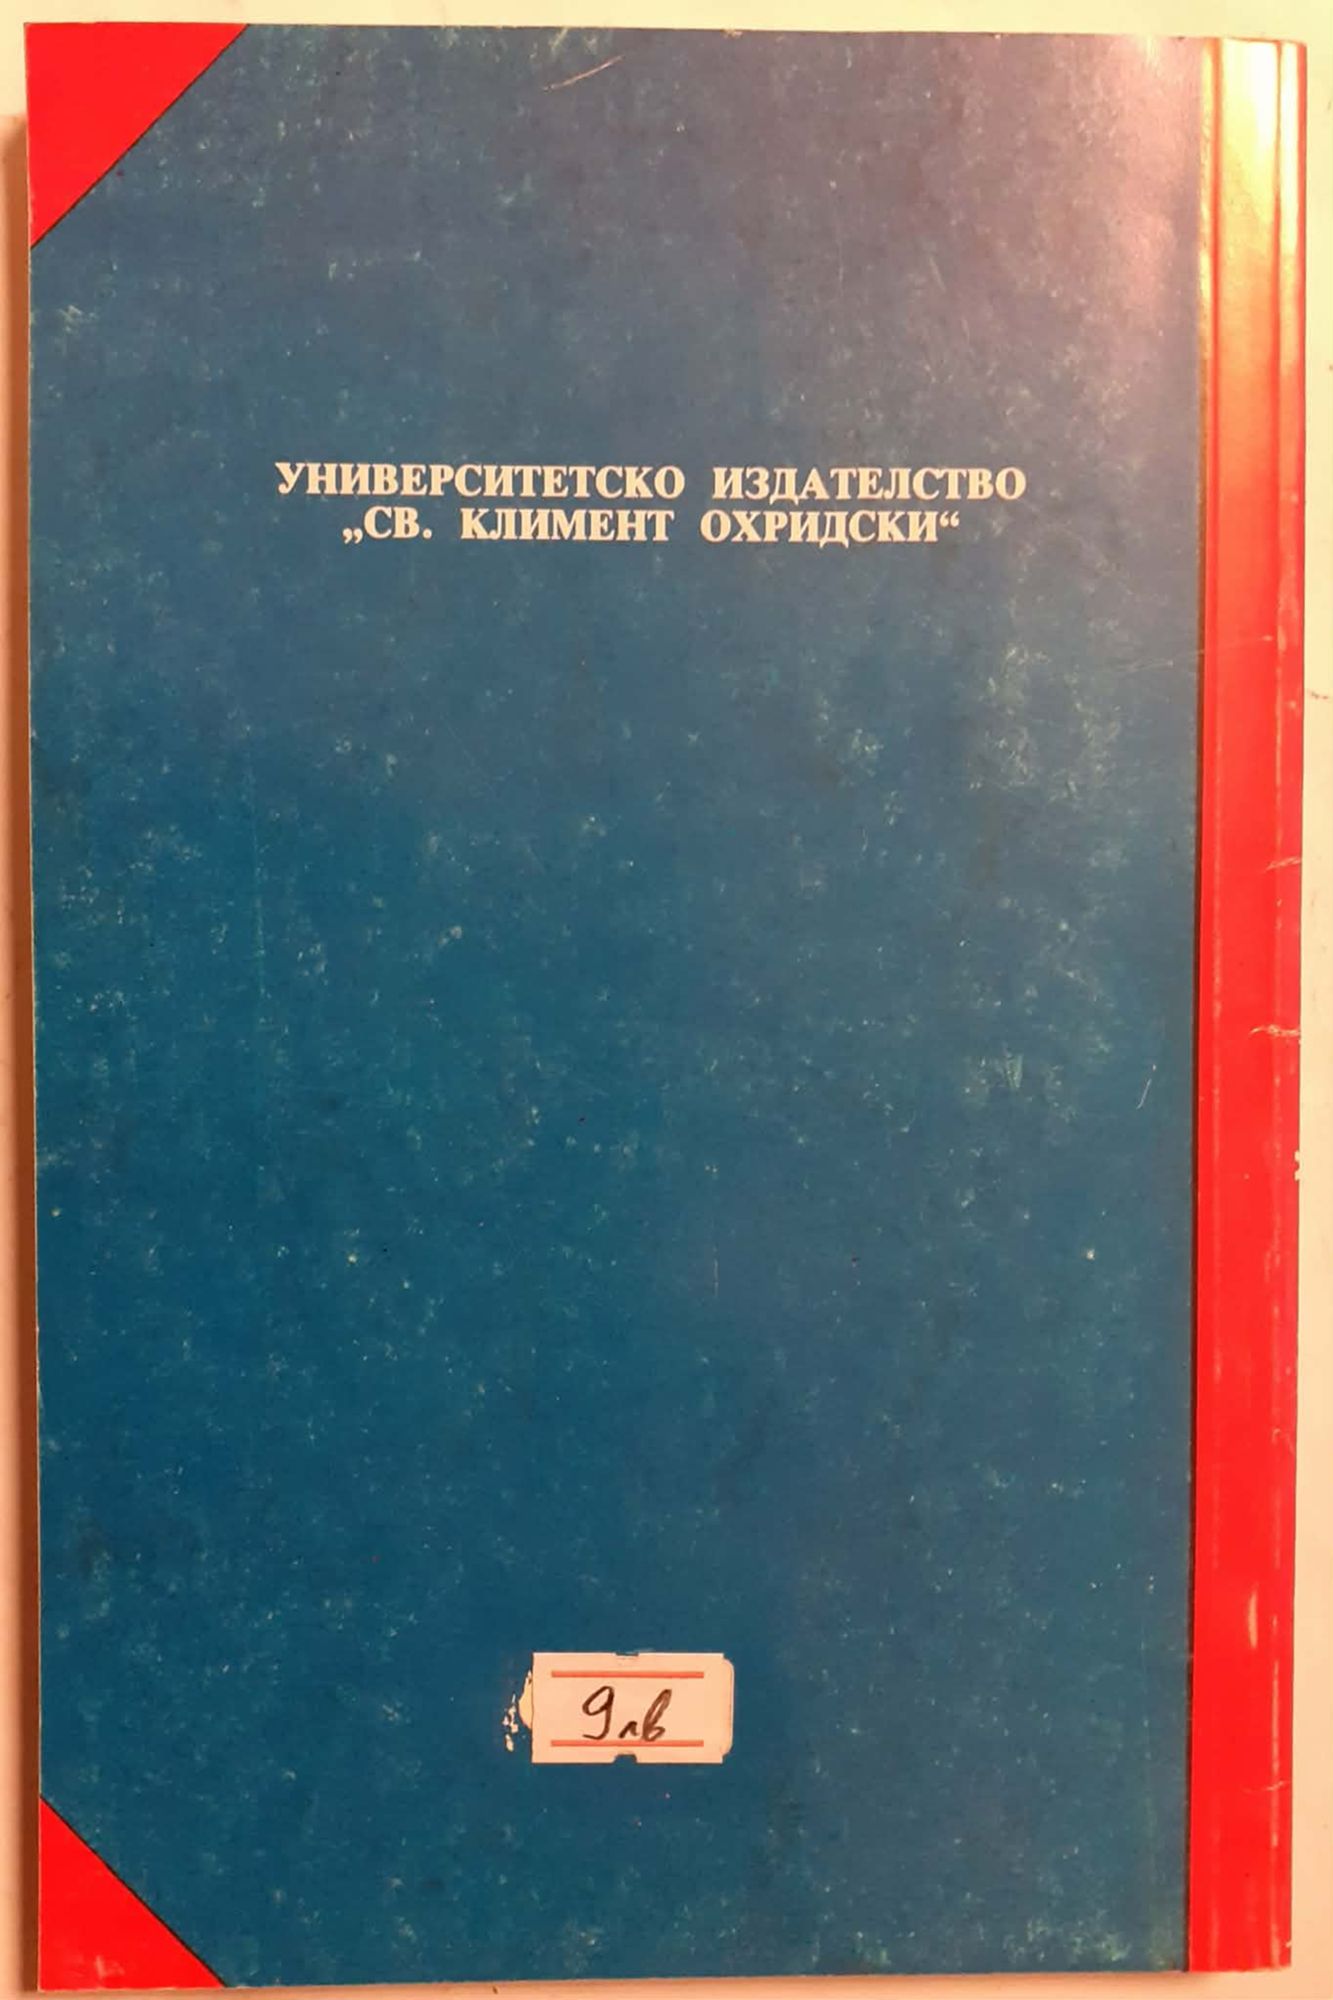 УНИВЕРСИТЕТСКО ИЗДАТЕЛСТВО
„СВ. КЛИМЕНТ ОХРИДСКИ“
9лв